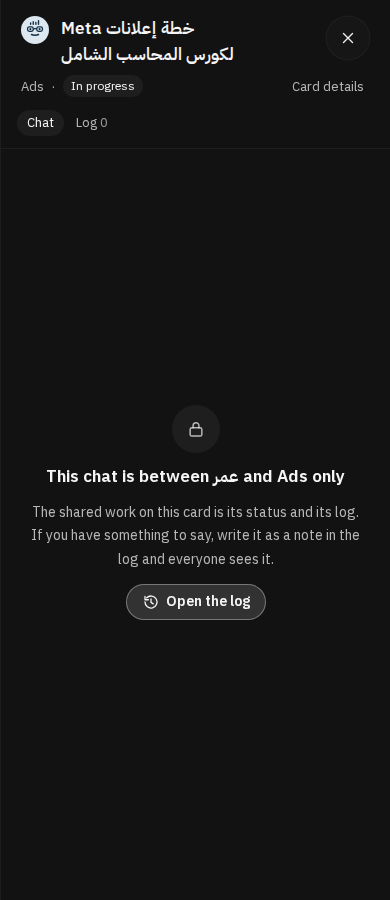 خطة إعلانات Meta
لكورس المحاسب الشامل
Ads · In progress
Card details
Chat
Log 0
This chat is between عمر and Ads only
The shared work on this card is its status and its log.
If you have something to say, write it as a note in the
log and everyone sees it.
Open the log